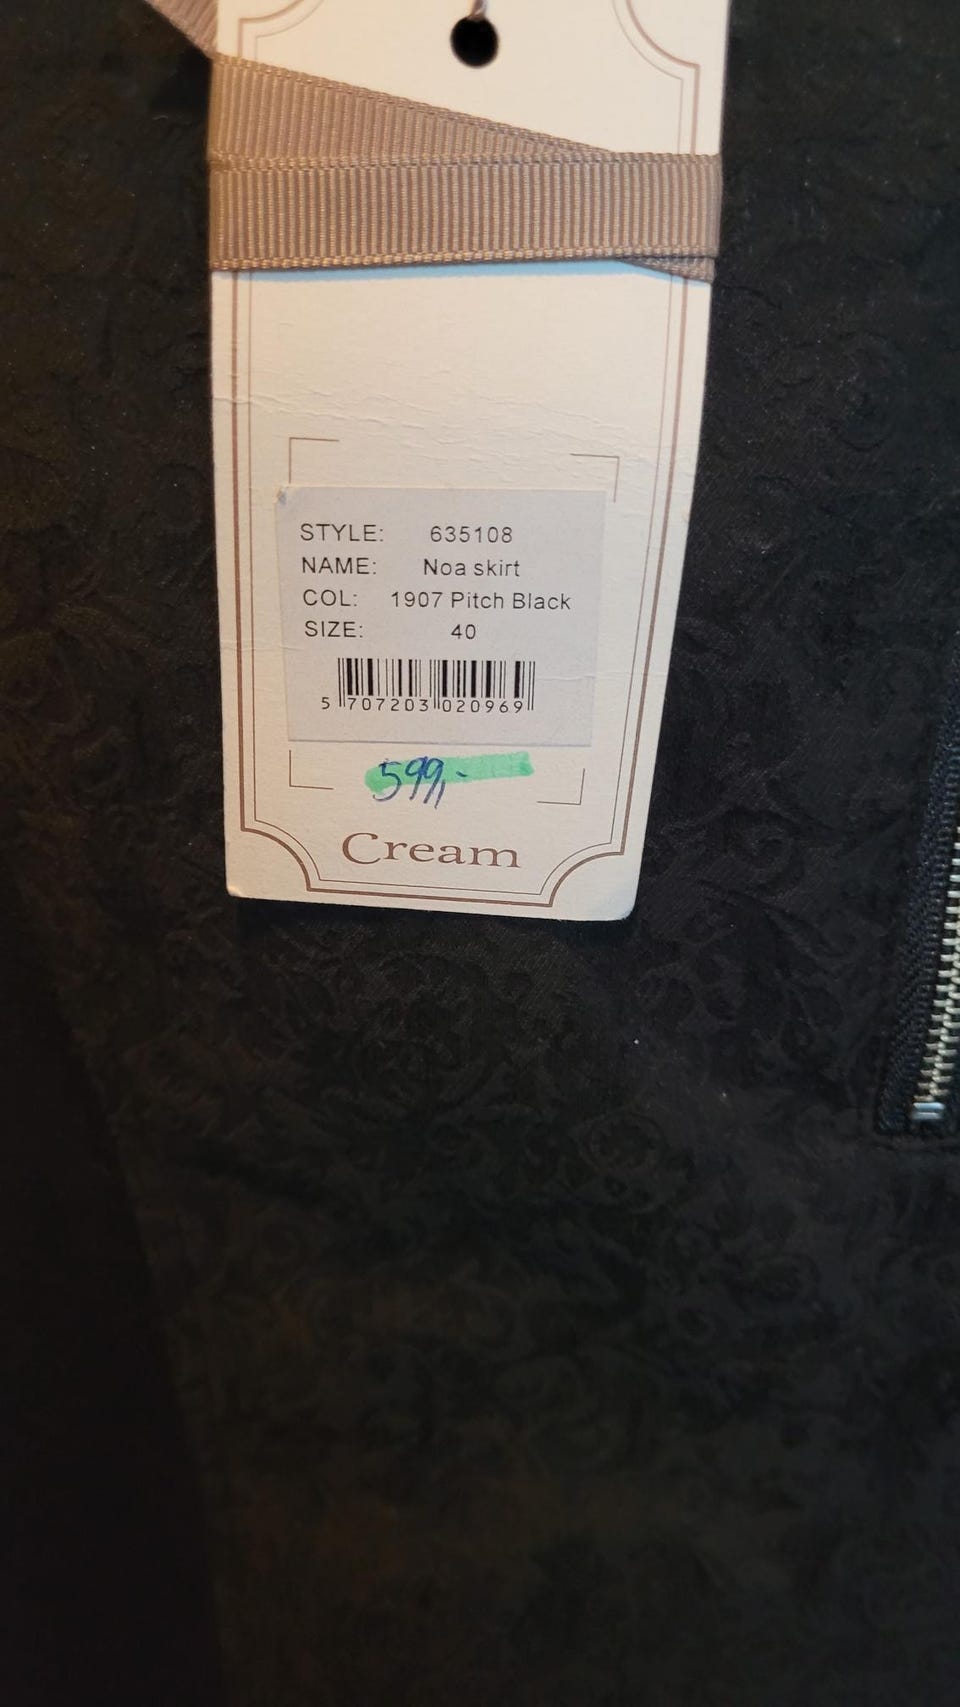 STYLE: 635108
NAME: Noa skirt
COL: 1907 Pitch Black
SIZE: 40
5 707203 020969
599,-
Cream